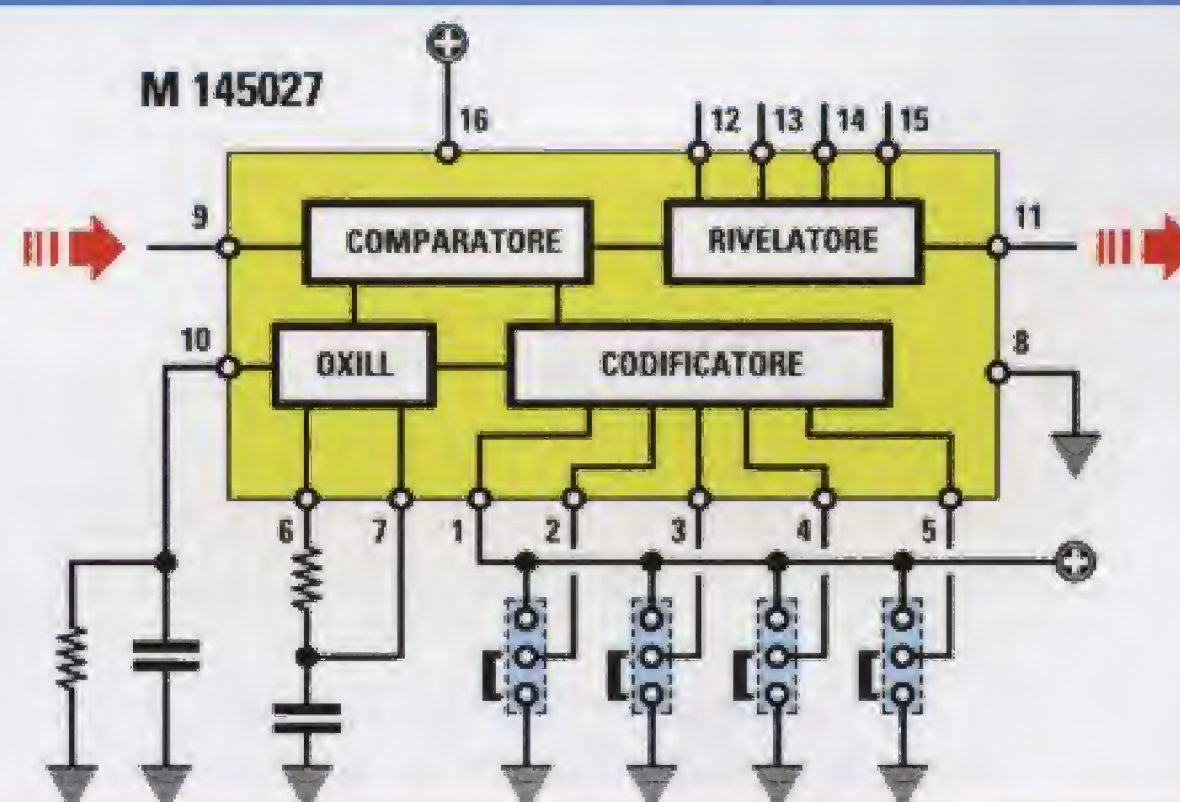 M 145027
16
12 13 14 15
9
COMPARATORE
RIVELATORE
11
10
OXILL
CODIFICATORE
8
6 7 1 2 3 4 5